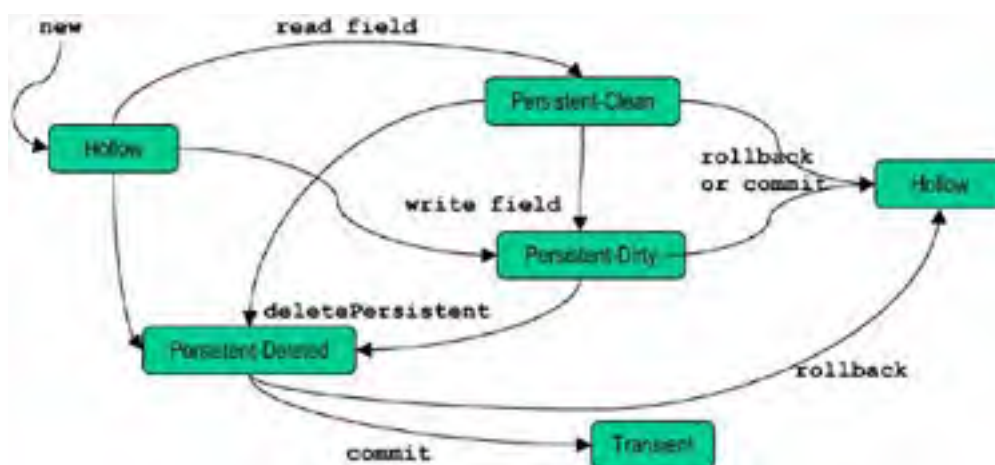 new
read field
Persistent-Clean
Hollow
rollback
or commit
Hollow
write field
Persistent-Dirty
deletePersistent
Persistent-Deleted
rollback
Transient
commit